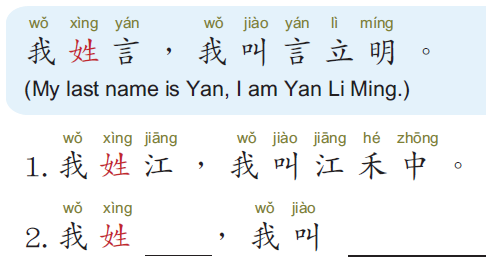 wǒ xìng yán wǒ jiào yán lì míng
我 姓 言 ， 我 叫 言 立 明 。
(My last name is Yan, I am Yan Li Ming.)
wǒ xìng jiāng wǒ jiào jiāng hé zhōng
1. 我 姓 江 ， 我 叫 江 禾 中 。
wǒ xìng wǒ jiào
2. 我 姓 ____ ， 我 叫 ________